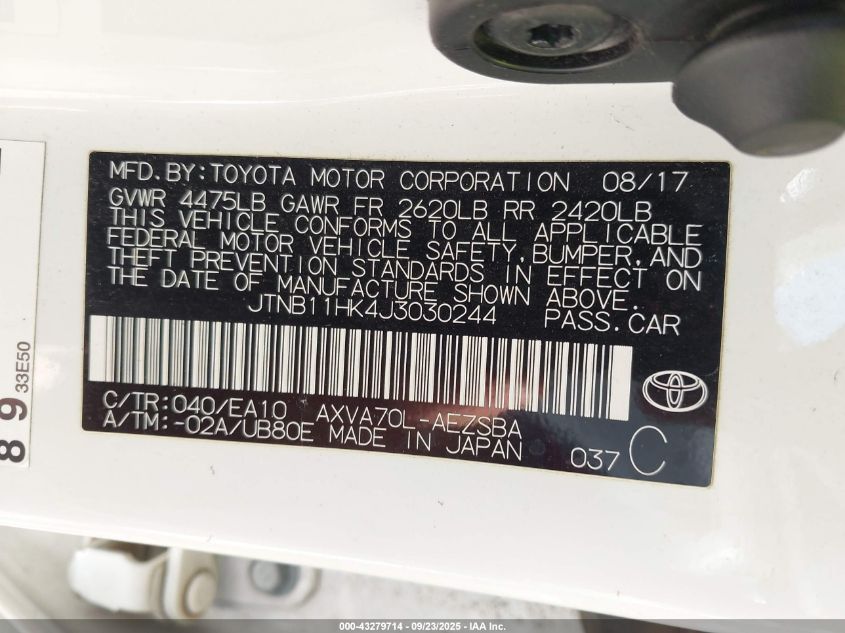 MFD.BY:TOYOTA MOTOR CORPORATION 08/17
GVWR 4475LB GAWR FR 2620LB RR 2420LB
THIS VEHICLE CONFORMS TO ALL APPLICABLE
FEDERAL MOTOR VEHICLE SAFETY,BUMPER,AND
THEFT PREVENTION STANDARDS IN EFFECT ON
THE DATE OF MANUFACTURE SHOWN ABOVE.
JTNB11HK4J3030244 PASS.CAR
C/TR:040/EA10 AXVA70L-AEZSBA
A/TM:-02A/UB80E MADE IN JAPAN
037 C
89
33E50
000-43279714 - 09/23/2025 - IAA Inc.